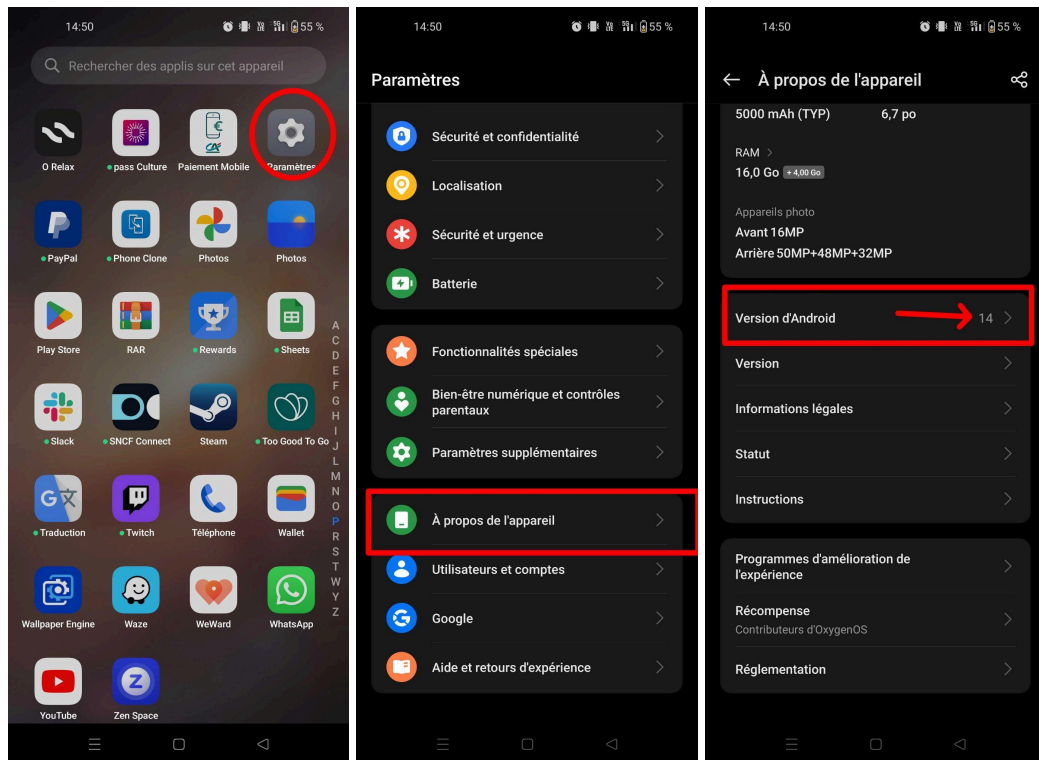 14:50
55 %
Rechercher des applis sur cet appareil
O Relax
pass Culture
Paiement Mobile
Paramètres
PayPal
Phone Clone
Photos
Photos
Play Store
RAR
Rewards
Sheets
Slack
SNCF Connect
Steam
Too Good To Go
Traduction
Twitch
Téléphone
Wallet
Wallpaper Engine
Waze
WeWard
WhatsApp
YouTube
Zen Space
A
C
D
E
F
G
H
I
J
L
M
N
O
P
R
S
T
W
Y
Z
14:50
55 %
Paramètres
Sécurité et confidentialité
Localisation
Sécurité et urgence
Batterie
Fonctionnalités spéciales
Bien-être numérique et contrôles
parentaux
Paramètres supplémentaires
À propos de l'appareil
Utilisateurs et comptes
Google
Aide et retours d'expérience
14:50
55 %
À propos de l'appareil
5000 mAh (TYP) 6,7 po
RAM
16,0 Go + 4,00 Go
Appareils photo
Avant 16MP
Arrière 50MP+48MP+32MP
Version d'Android 14
Version
Informations légales
Statut
Instructions
Programmes d'amélioration de
l'expérience
Récompense
Contributeurs d'OxygenOS
Réglementation